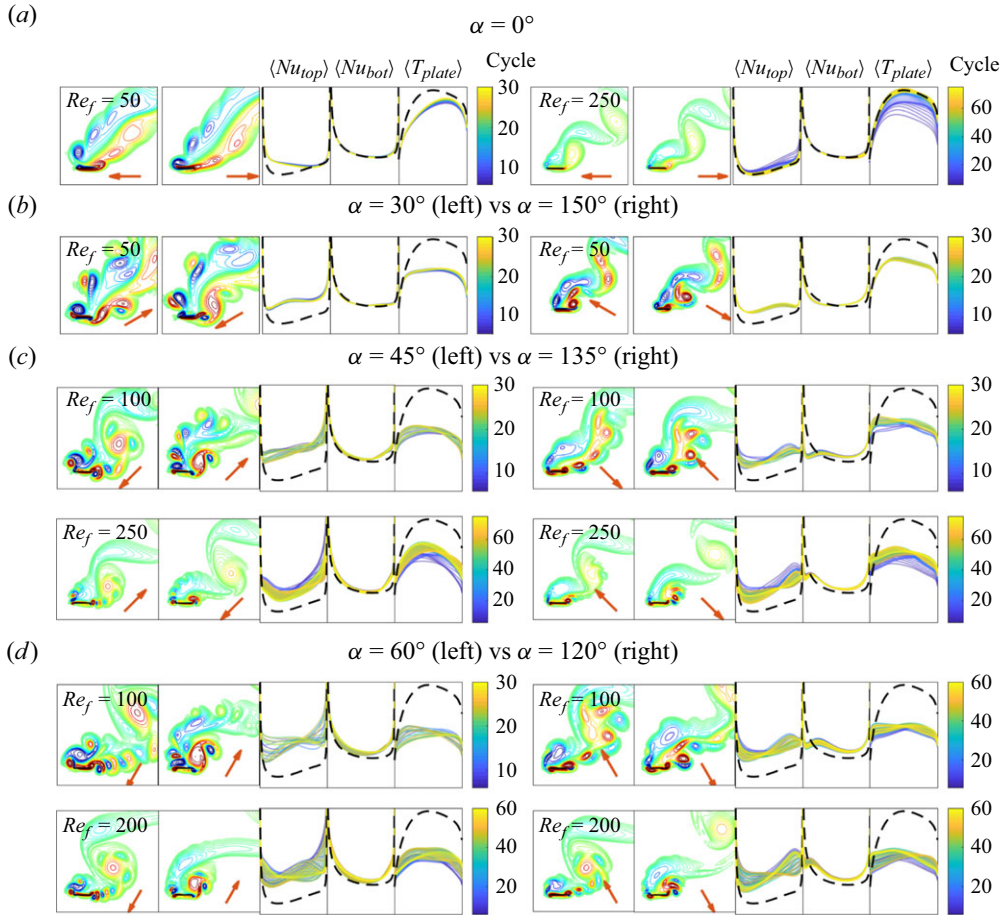 (a)
α = 0°
⟨Nu_top⟩ ⟨Nu_bot⟩ ⟨T_plate⟩ Cycle ⟨Nu_top⟩ ⟨Nu_bot⟩ ⟨T_plate⟩ Cycle
Re_f = 50 30 20 10 Re_f = 250 60 40 20
(b) α = 30° (left) vs α = 150° (right)
Re_f = 50 30 20 10 Re_f = 50 30 20 10
(c) α = 45° (left) vs α = 135° (right)
Re_f = 100 30 20 10 Re_f = 100 30 20 10
Re_f = 250 60 40 20 Re_f = 250 60 40 20
(d) α = 60° (left) vs α = 120° (right)
Re_f = 100 30 20 10 Re_f = 100 60 40 20
Re_f = 200 60 40 20 Re_f = 200 60 40 20